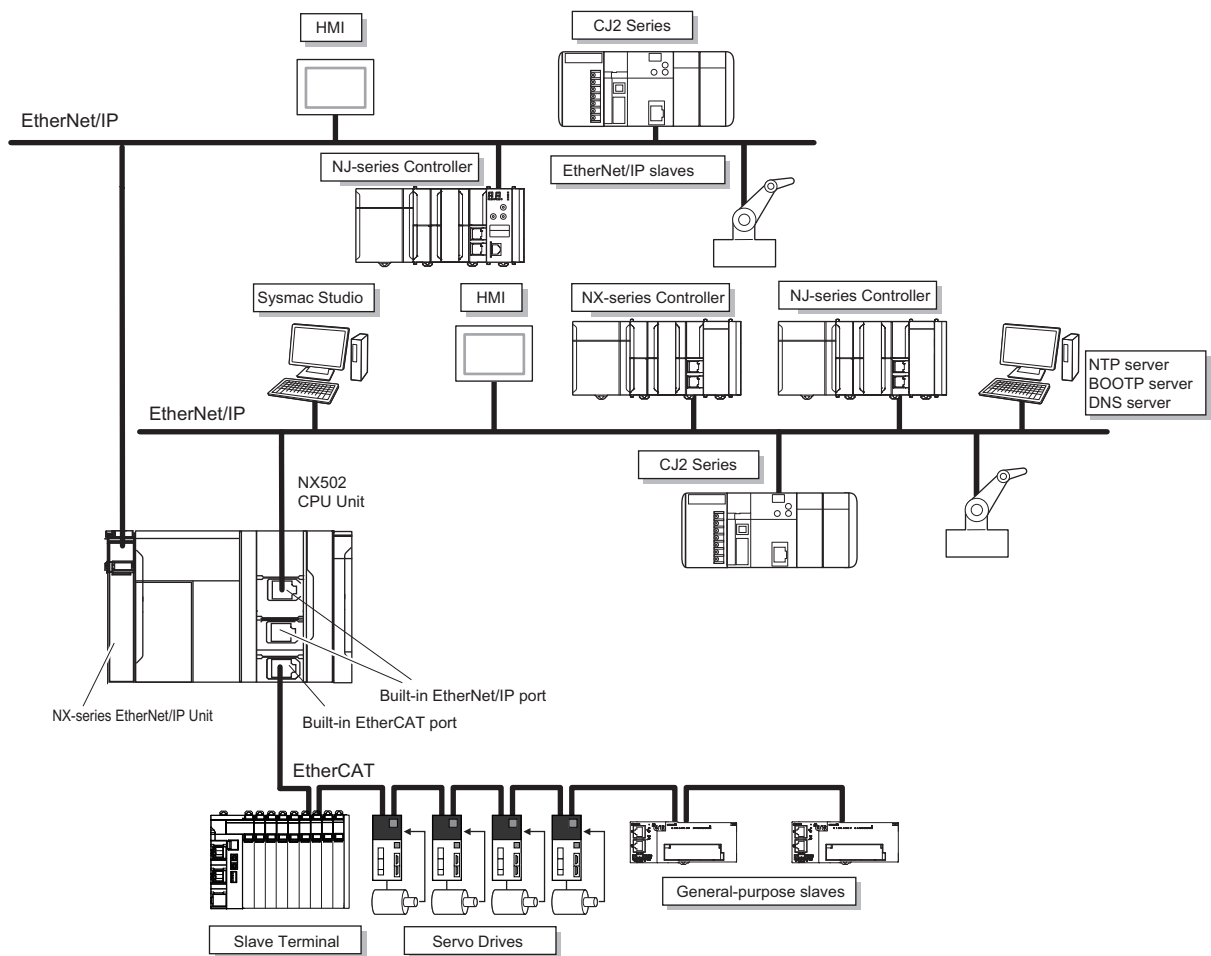 HMI
CJ2 Series
EtherNet/IP
NJ-series Controller
EtherNet/IP slaves
Sysmac Studio
HMI
NX-series Controller
NJ-series Controller
NTP server
BOOTP server
DNS server
EtherNet/IP
CJ2 Series
NX502
CPU Unit
Built-in EtherNet/IP port
NX-series EtherNet/IP Unit
Built-in EtherCAT port
EtherCAT
General-purpose slaves
Slave Terminal
Servo Drives